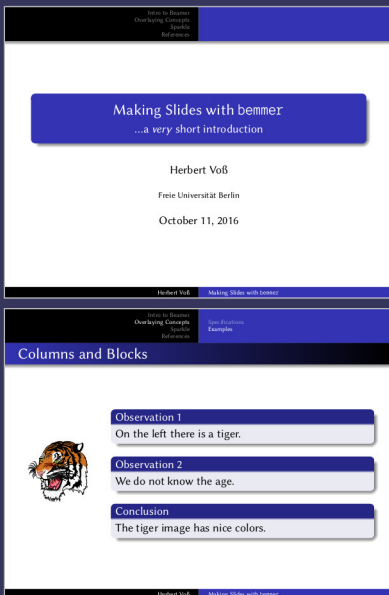 Intro to Beamer
Overlaying Concepts
Sparkle
References
Making Slides with bemmer
...a very short introduction
Herbert Voß
Freie Universität Berlin
October 11, 2016
Herbert Voß Making Slides with bemmer
Intro to Beamer
Overlaying Concepts Specifications
Sparkle Examples
References
Columns and Blocks
Observation 1
On the left there is a tiger.
Observation 2
We do not know the age.
Conclusion
The tiger image has nice colors.
Herbert Voß Making Slides with bemmer